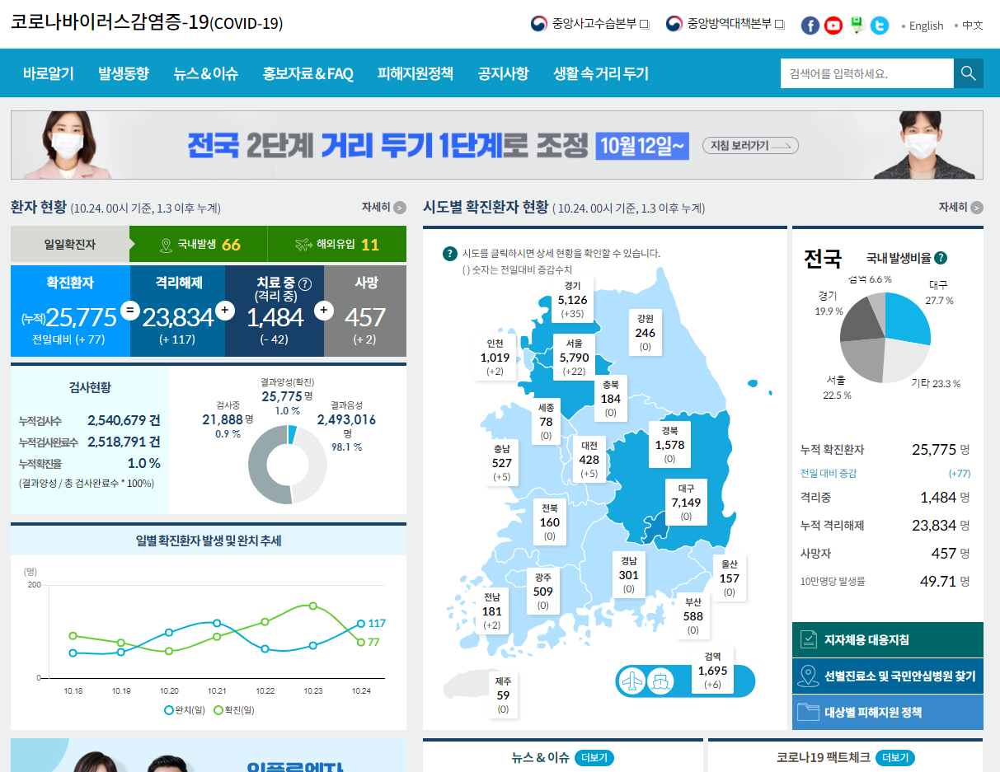 코로나바이러스감염증-19(COVID-19)
중앙사고수습본부
중앙방역대책본부
English
中文
바로알기 발생동향 뉴스 & 이슈 홍보자료 & FAQ 피해지원정책 공지사항 생활 속 거리 두기
검색어를 입력하세요.
전국 2단계 거리 두기 1단계로 조정 10월 12일~ 지침 보러가기
환자 현황 (10.24. 00시 기준, 1.3 이후 누계) 자세히 >
일일확진자 국내발생 66 해외유입 11
확진환자 격리해제 치료 중 ? 사망
(격리 중)
(누적)25,775 = 23,834 + 1,484 + 457
전일대비 (+ 77) (+ 117) (- 42) (+ 2)
검사현황
누적검사수 2,540,679 건
누적검사완료수 2,518,791 건
누적확진율 1.0 %
(결과양성 / 총 검사완료수 * 100%)
결과양성(확진)
25,775 명
1.0 %
검사중
21,888 명
0.9 %
결과음성
2,493,016
명
98.1 %
일별 확진환자 발생 및 완치 추세
(명)
200
117
77
0
10.18 10.19 10.20 10.21 10.22 10.23 10.24
완치(일) 확진(일)
시도별 확진환자 현황 ( 10.24. 00시 기준, 1.3 이후 누계) 자세히 >
? 시도를 클릭하시면 상세 현황을 확인할 수 있습니다.
( ) 숫자는 전일대비 증감수치
경기
5,126
(+35)
강원
246
(0)
인천
1,019
(+2)
서울
5,790
(+22)
충북
184
(0)
세종
78
(0)
경북
1,578
(0)
충남
527
(+5)
대전
428
(+5)
대구
7,149
(0)
전북
160
(0)
경남
301
(0)
울산
157
(0)
광주
509
(0)
전남
181
(+2)
부산
588
(0)
검역
1,695
(+6)
제주
59
(0)
전국 국내 발생비율 ?
검역 6.6 %
대구
27.7 %
경기
19.9 %
서울
22.5 %
기타 23.3 %
누적 확진환자 25,775 명
전일 대비 증감 (+77)
격리중 1,484 명
누적 격리해제 23,834 명
사망자 457 명
10만명당 발생률 49.71 명
지자체용 대응지침
선별진료소 및 국민안심병원 찾기
대상별 피해지원 정책
뉴스 & 이슈 더보기
코로나19 팩트체크 더보기